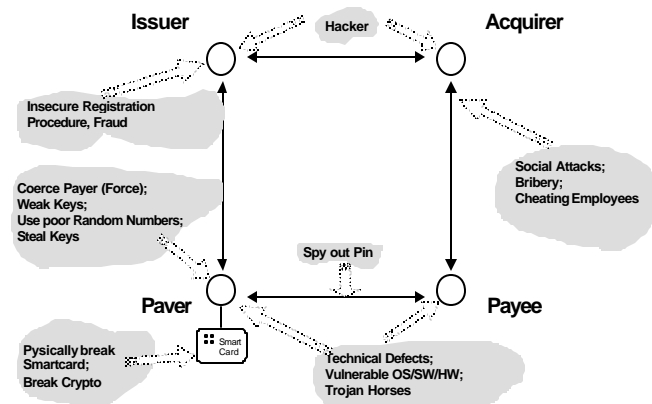 Issuer
Hacker
Acquirer
Insecure Registration
Procedure, Fraud
Coerce Payer (Force);
Weak Keys;
Use poor Random Numbers;
Steal Keys
Social Attacks;
Bribery;
Cheating Employees
Spy out Pin
Paver
Payee
Smart
Card
Pysically break
Smartcard;
Break Crypto
Technical Defects;
Vulnerable OS/SW/HW;
Trojan Horses